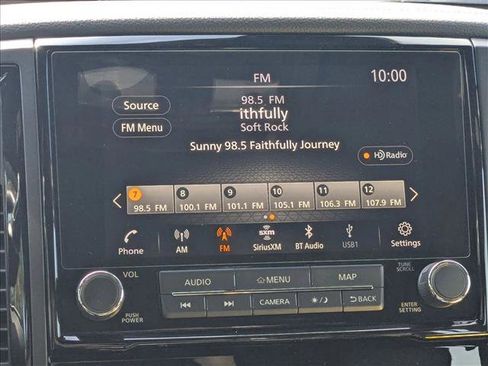 FM
10:00
Source
98.5 FM
ithfully
FM Menu
Soft Rock
Sunny 98.5 Faithfully Journey
HD Radio
7 8 9 10 11 12
98.5 FM 100.1 FM 101.1 FM 105.1 FM 106.3 FM 107.9 FM
Phone AM FM sxm SiriusXM BT Audio USB1 Settings
VOL AUDIO MENU MAP TUNE SCROLL
PUSH POWER CAMERA BACK ENTER SETTING